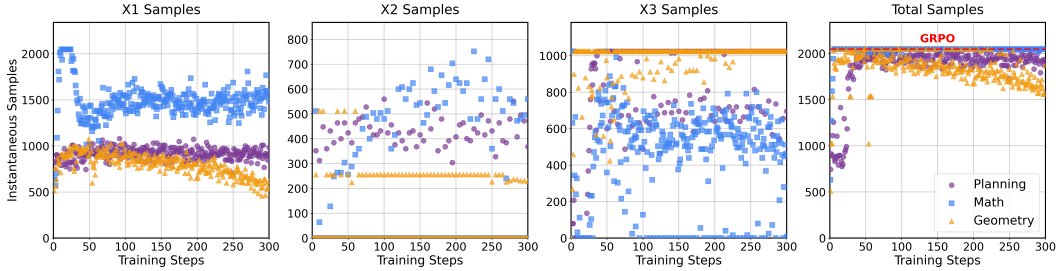 X1 Samples
X2 Samples
X3 Samples
Total Samples
Instantaneous Samples
2000
1500
1000
500
0
0 50 100 150 200 250 300
Training Steps
800
700
600
500
400
300
200
100
0
0 50 100 150 200 250 300
Training Steps
1000
800
600
400
200
0
0 50 100 150 200 250 300
Training Steps
2000
1500
1000
500
0
0 50 100 150 200 250 300
Training Steps
GRPO
Planning
Math
Geometry